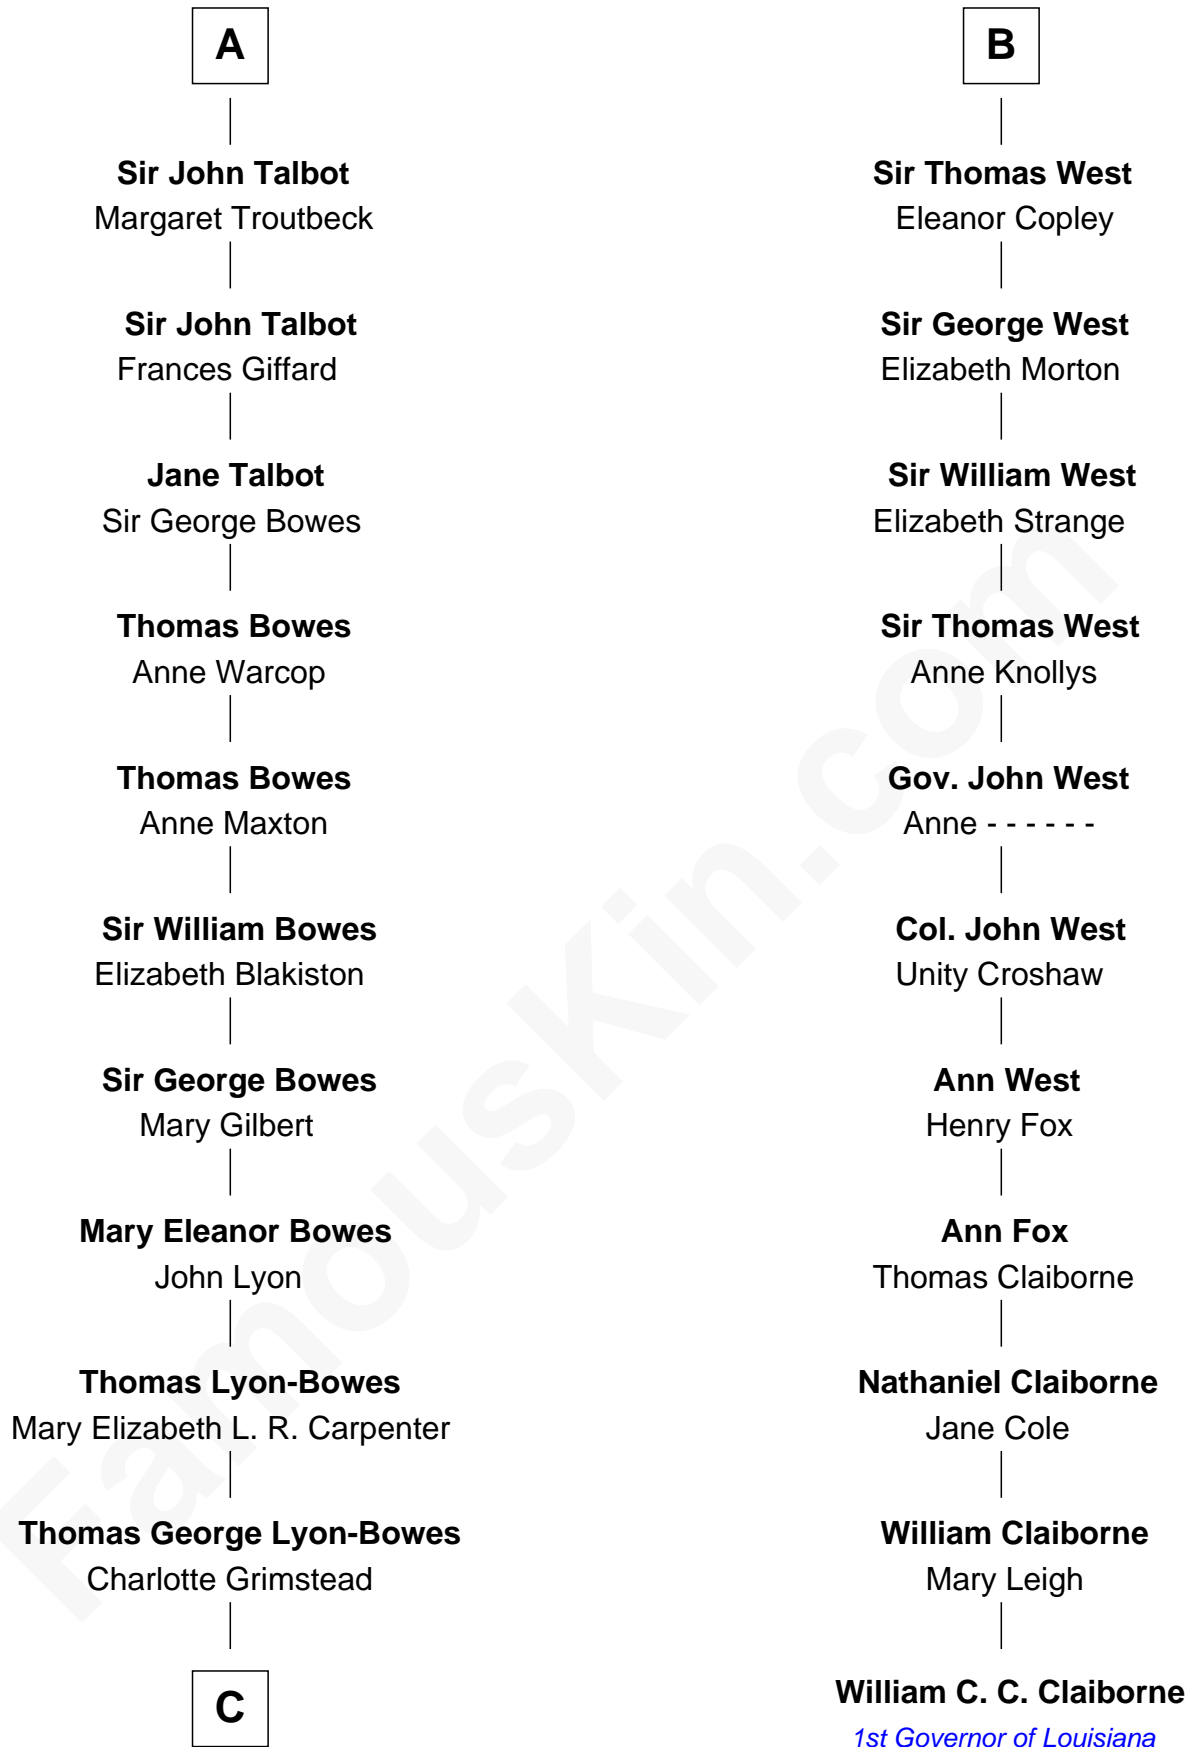 A
Sir John Talbot
Margaret Troutbeck
Sir John Talbot
Frances Giffard
Jane Talbot
Sir George Bowes
Thomas Bowes
Anne Warcop
Thomas Bowes
Anne Maxton
Sir William Bowes
Elizabeth Blakiston
Sir George Bowes
Mary Gilbert
Mary Eleanor Bowes
John Lyon
Thomas Lyon-Bowes
Mary Elizabeth L. R. Carpenter
Thomas George Lyon-Bowes
Charlotte Grimstead
C
B
Sir Thomas West
Eleanor Copley
Sir George West
Elizabeth Morton
Sir William West
Elizabeth Strange
Sir Thomas West
Anne Knollys
Gov. John West
Anne - - - - - -
Col. John West
Unity Croshaw
Ann West
Henry Fox
Ann Fox
Thomas Claiborne
Nathaniel Claiborne
Jane Cole
William Claiborne
Mary Leigh
William C. C. Claiborne
1st Governor of Louisiana
FamousKin.com